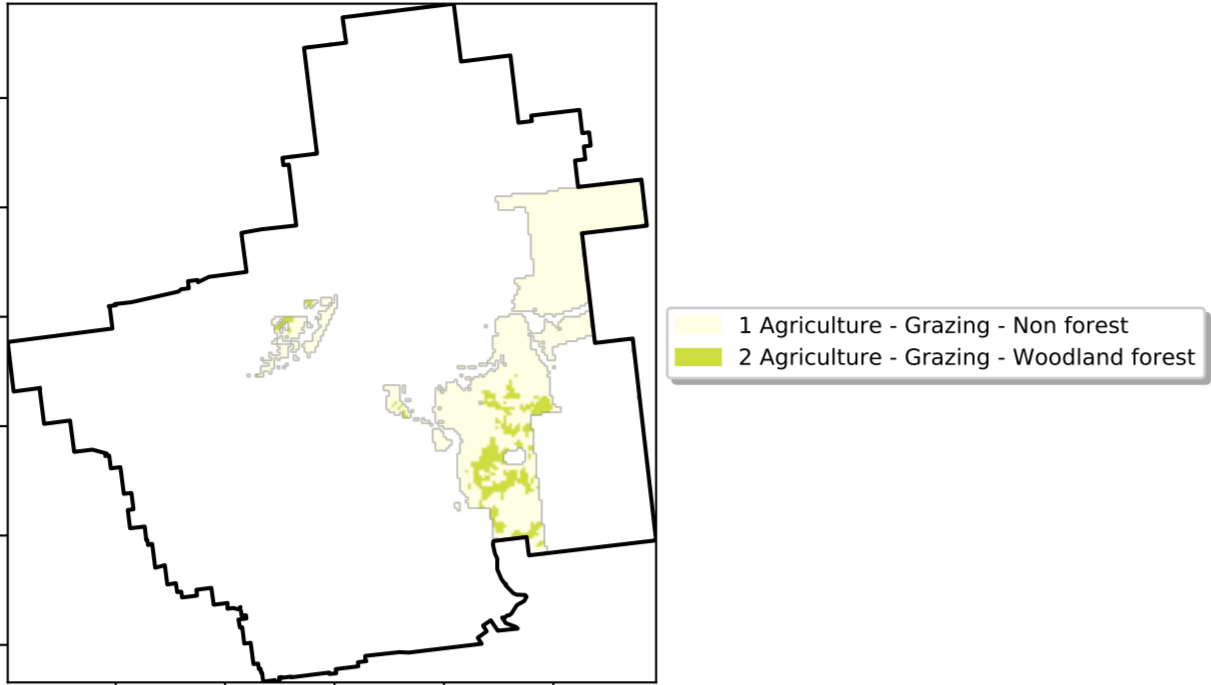 1 Agriculture - Grazing - Non forest
2 Agriculture - Grazing - Woodland forest